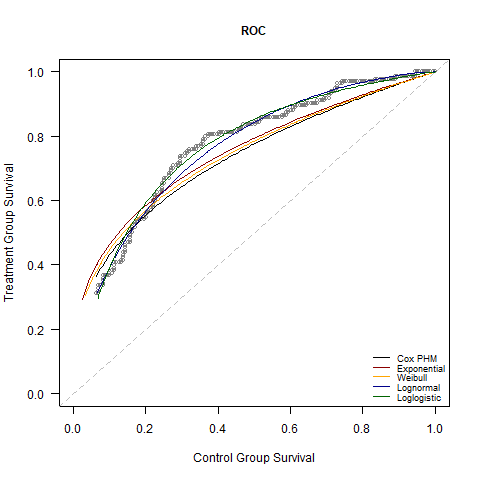 ROC
Treatment Group Survival
1.0
0.8
0.6
0.4
0.2
0.0
Cox PHM
Exponential
Weibull
Lognormal
Loglogistic
0.0 0.2 0.4 0.6 0.8 1.0
Control Group Survival